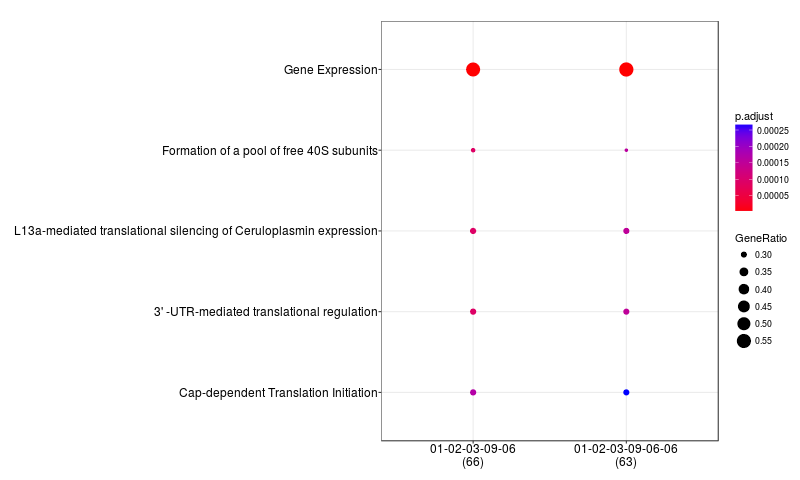 Gene Expression
Formation of a pool of free 40S subunits
L13a-mediated translational silencing of Ceruloplasmin expression
3' -UTR-mediated translational regulation
Cap-dependent Translation Initiation
01-02-03-09-06
(66)
01-02-03-09-06-06
(63)
p.adjust
0.00025
0.00020
0.00015
0.00010
0.00005
GeneRatio
0.30
0.35
0.40
0.45
0.50
0.55